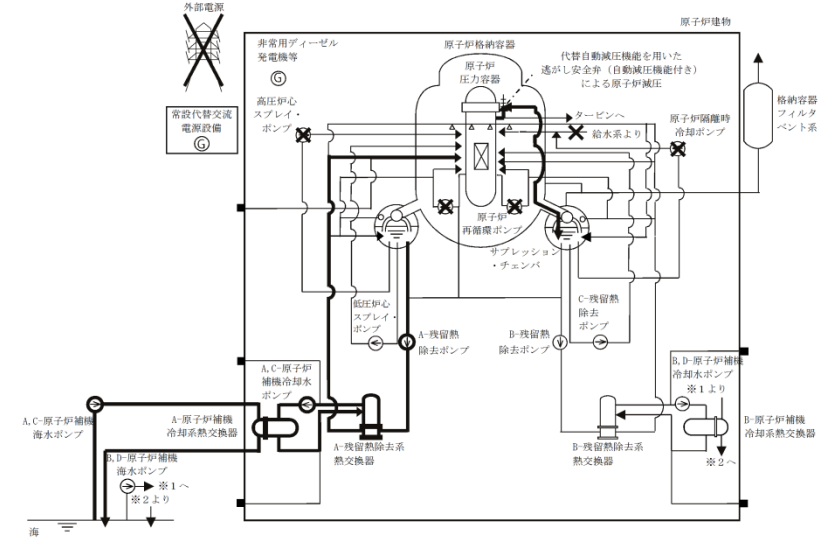 外部電源
原子炉建物
非常用ディーゼル
発電機等
G
原子炉格納容器
原子炉
圧力容器
代替自動減圧機能を用いた
逃がし安全弁（自動減圧機能付き）
による原子炉減圧
常設代替交流
電源設備
G
高圧炉心
スプレイ・
ポンプ
タービンへ
給水系より
原子炉隔離時
冷却ポンプ
格納容器
フィルタ
ベント系
原子炉
再循環ポンプ
サプレッション
・チェンバ
低圧炉心
スプレイ・
ポンプ
A-残留熱
除去ポンプ
B-残留熱
除去ポンプ
C-残留熱
除去
ポンプ
A,C-原子炉
補機冷却水
ポンプ
B,D-原子炉補機
冷却水ポンプ
※1より
A,C-原子炉補機
海水ポンプ
A-原子炉補機
冷却系熱交換器
A-残留熱除去系
熱交換器
B-残留熱除去系
熱交換器
B-原子炉補機
冷却系熱交換器
※2へ
B,D-原子炉補機
海水ポンプ
※1へ
※2より
海